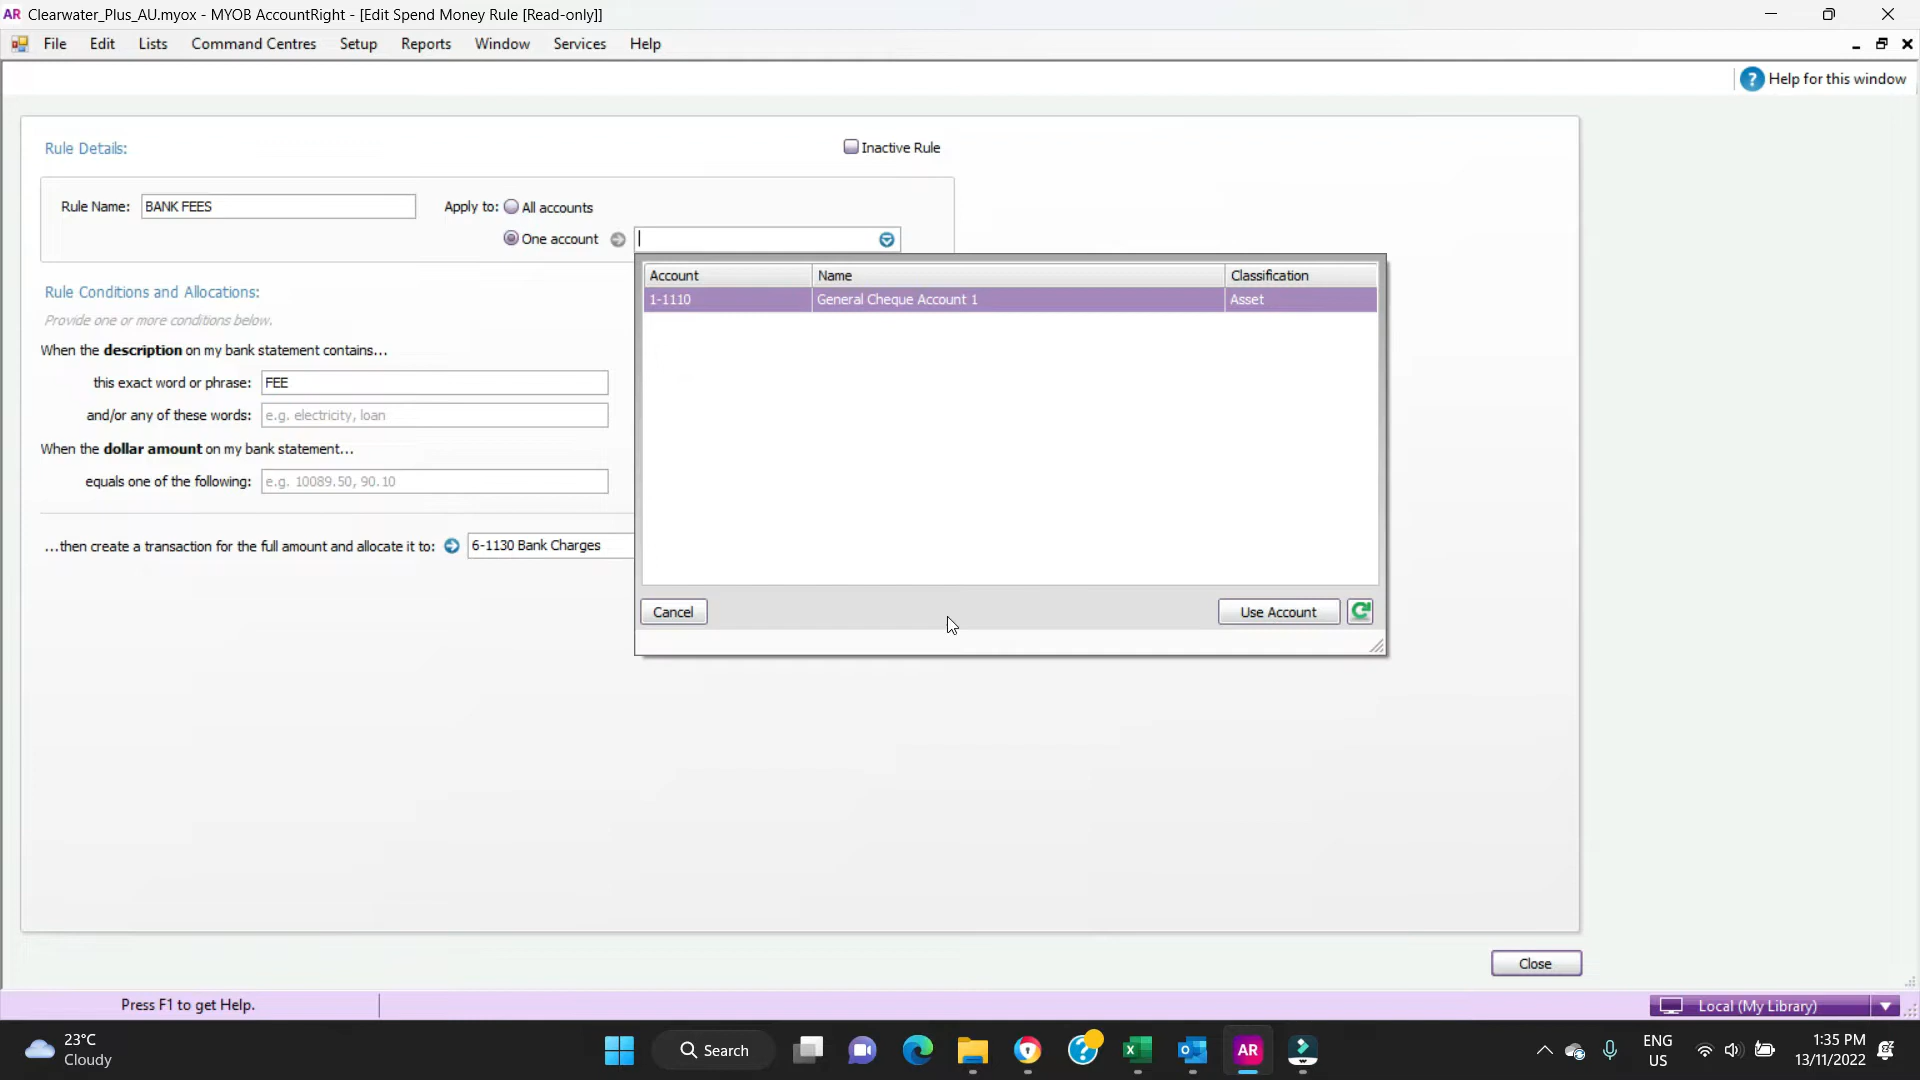 AR Clearwater_Plus_AU.myox - MYOB AccountRight - [Edit Spend Money Rule [Read-only]]
File Edit Lists Command Centres Setup Reports Window Services Help
? Help for this window
Rule Details:
Inactive Rule
Rule Name: BANK FEES
Apply to: All accounts
One account
Account Name Classification
1-1110 General Cheque Account 1 Asset
Rule Conditions and Allocations:
Provide one or more conditions below.
When the description on my bank statement contains...
this exact word or phrase: FEE
and/or any of these words: e.g. electricity, loan
When the dollar amount on my bank statement...
equals one of the following: e.g. 10089.50, 90.10
...then create a transaction for the full amount and allocate it to: 6-1130 Bank Charges
Cancel
Use Account
Close
Press F1 to get Help.
Local (My Library)
23°C
Cloudy
Search
AR
ENG
US
1:35 PM
13/11/2022